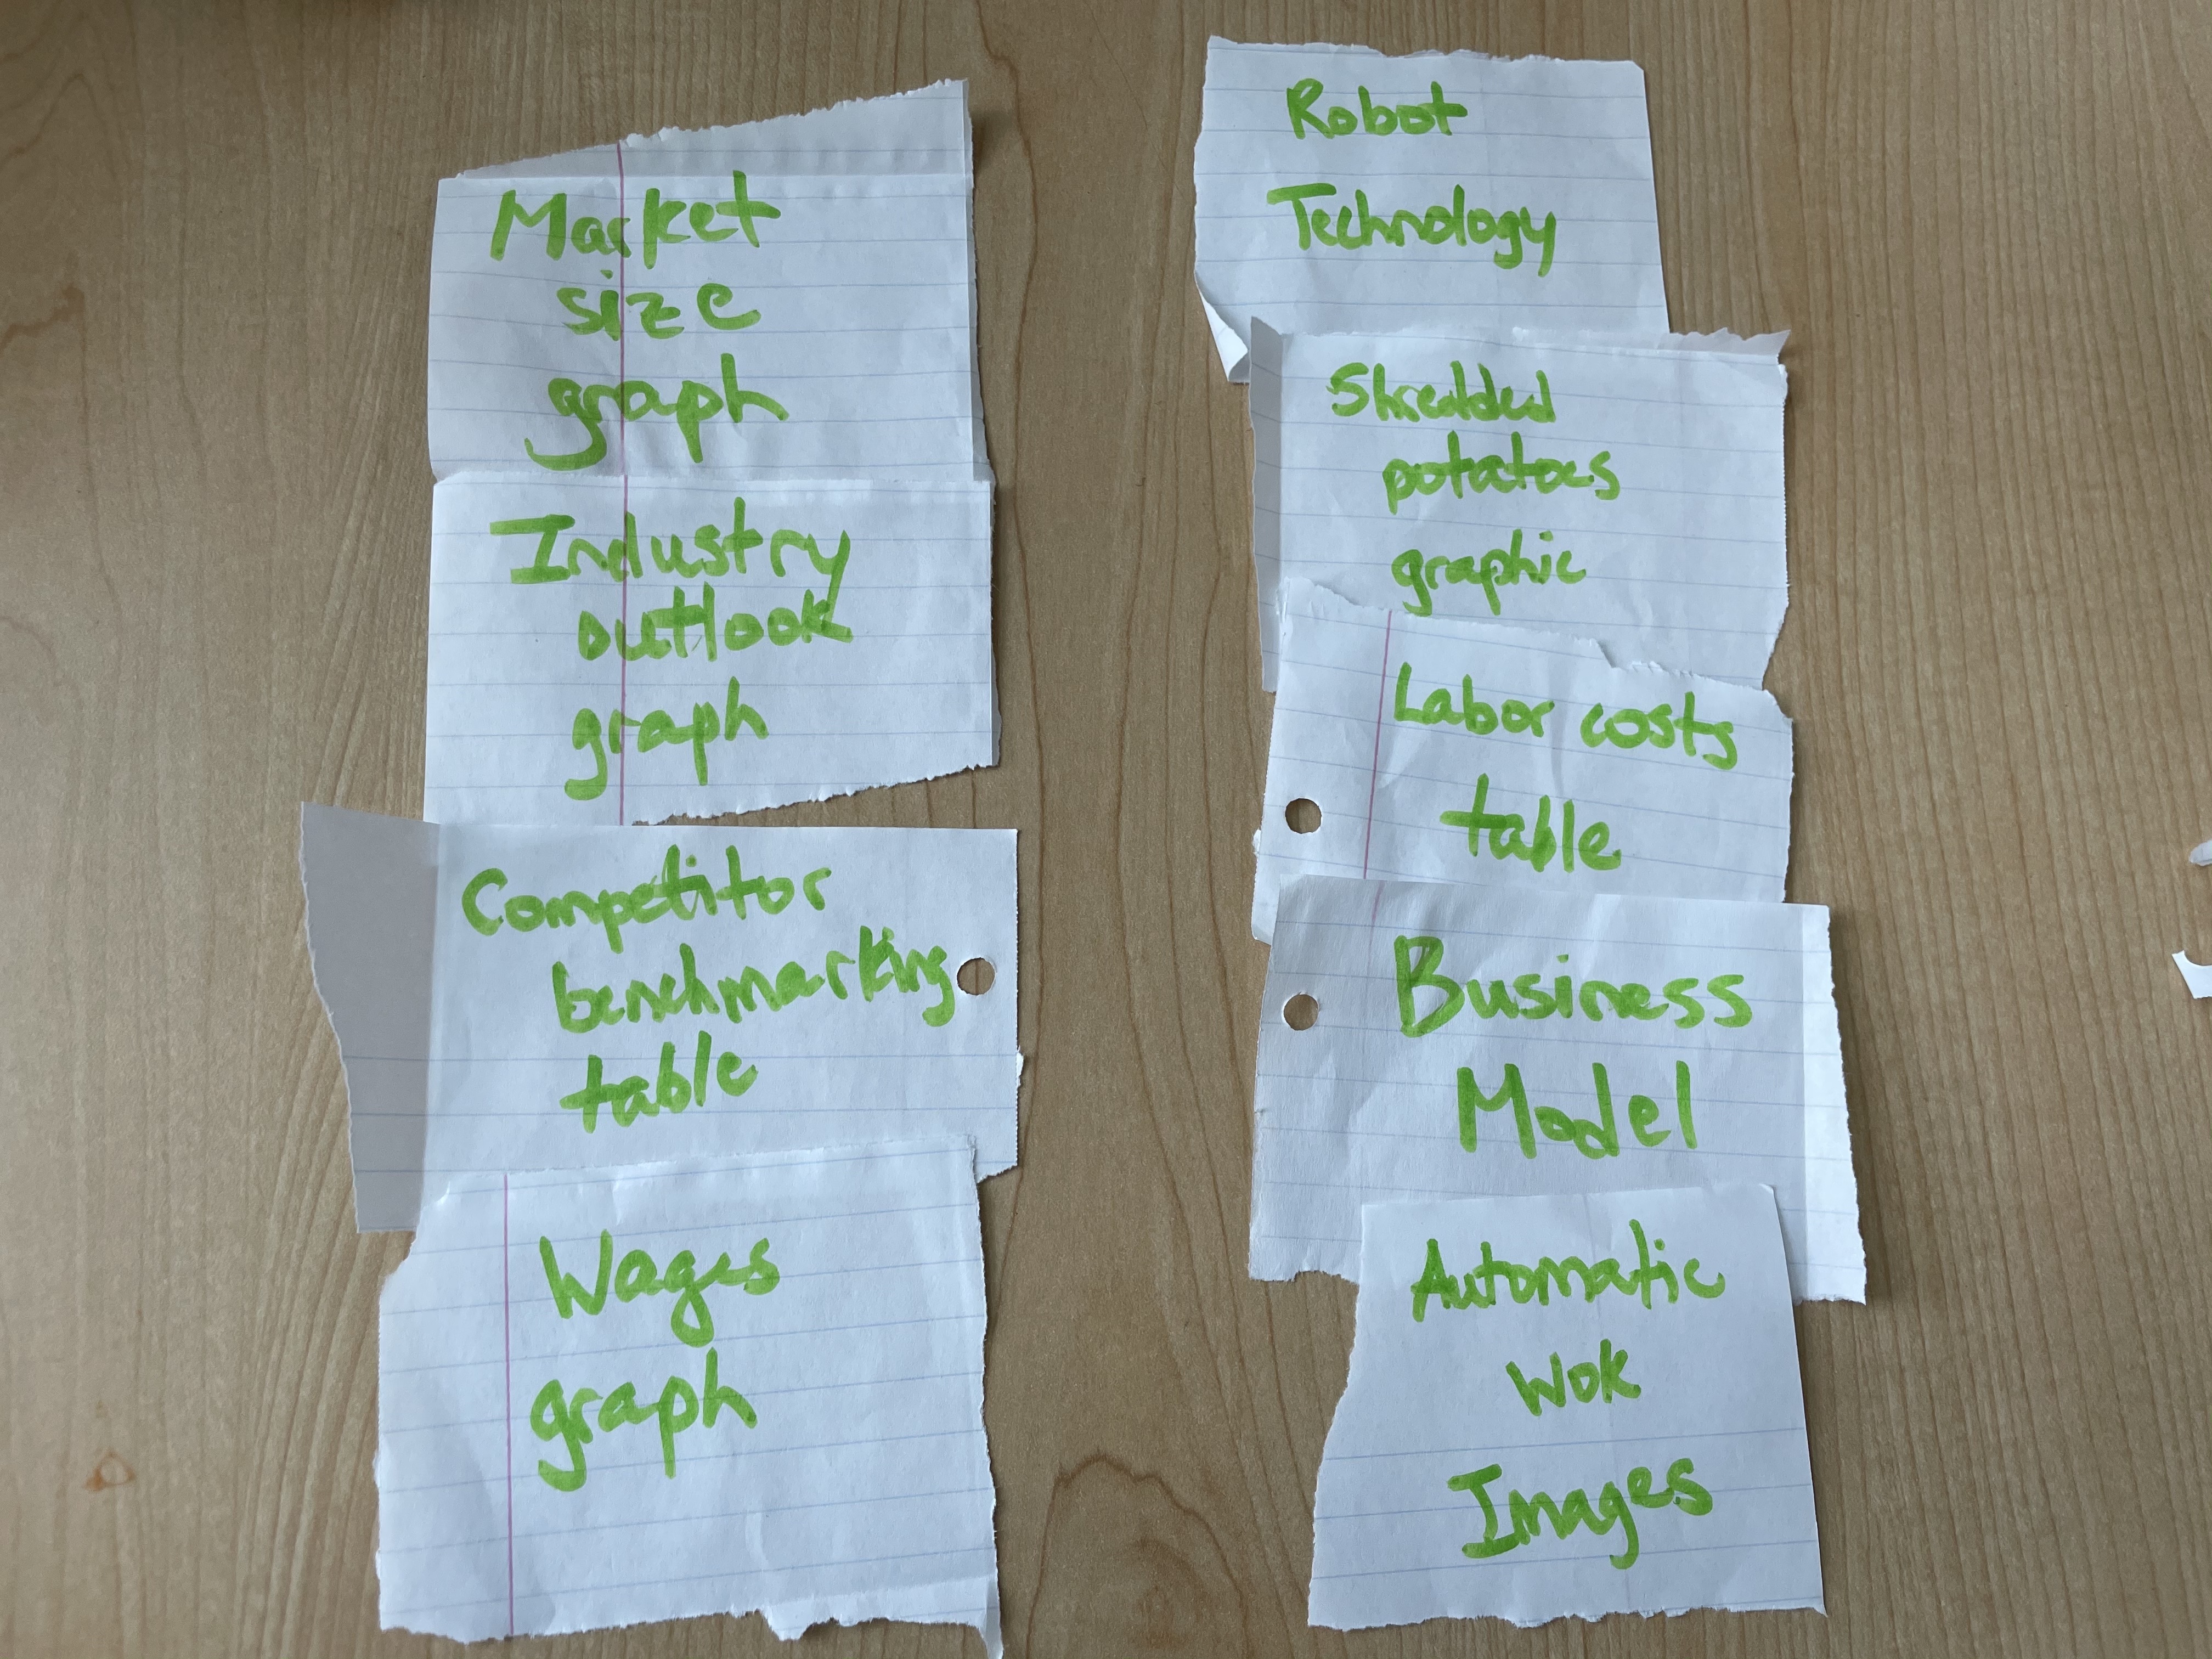 Market
size
graph
Industry
outlook
graph
Competitor
benchmarking
table
Wages
graph
Robot
Technology
Shredded
potatoes
graphic
Labor costs
table
Business
Model
Automatic
Wok
Images